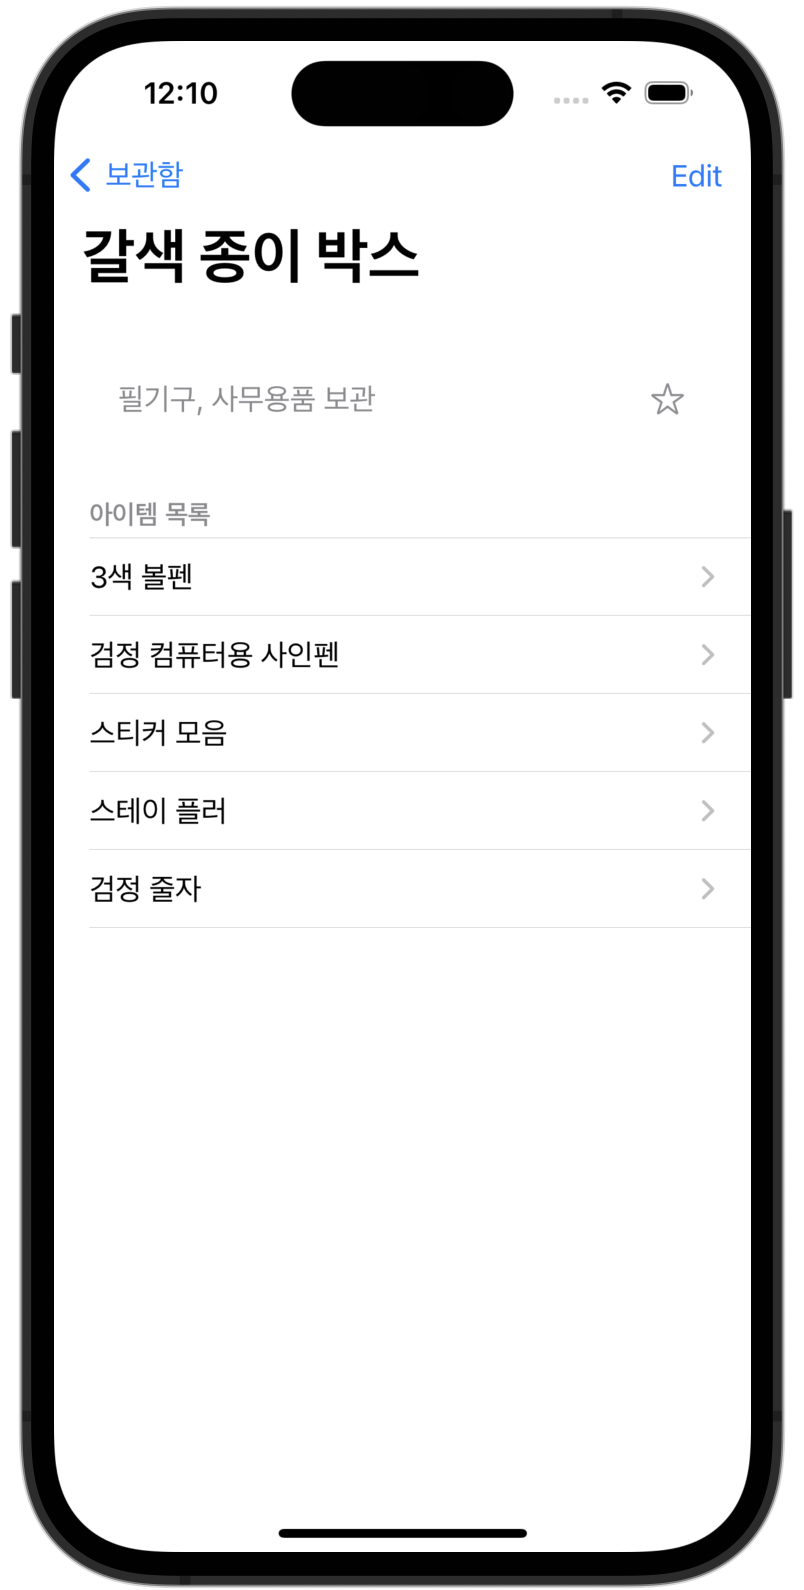 12:10
보관함
Edit
갈색 종이 박스
필기구, 사무용품 보관
아이템 목록
3색 볼펜
검정 컴퓨터용 사인펜
스티커 모음
스테이 플러
검정 줄자